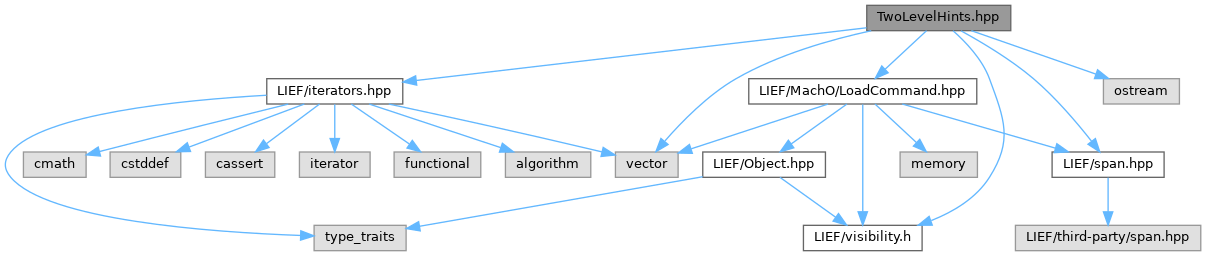 TwoLevelHints.hpp
LIEF/iterators.hpp
LIEF/MachO/LoadCommand.hpp
ostream
cmath
cstddef
cassert
iterator
functional
algorithm
vector
LIEF/Object.hpp
memory
LIEF/span.hpp
type_traits
LIEF/visibility.h
LIEF/third-party/span.hpp